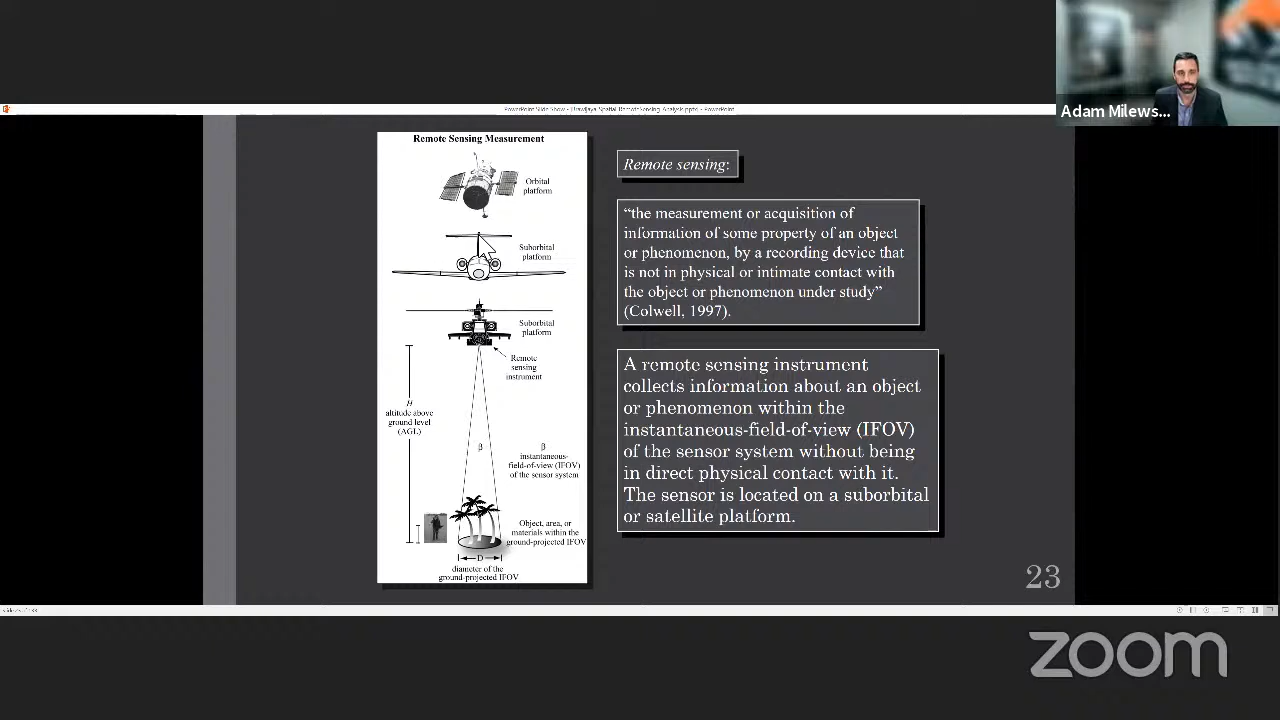 Adam Milews...
Remote Sensing Measurement
Orbital
platform
Suborbital
platform
Suborbital
platform
Remote
sensing
instrument
H
altitude above
ground level
(AGL)
β
β
instantaneous-
field-of-view (IFOV)
of the sensor system
Object, area, or
materials within the
ground-projected IFOV
D
diameter of the
ground-projected IFOV
Remote sensing:
“the measurement or acquisition of
information of some property of an object
or phenomenon, by a recording device that
is not in physical or intimate contact with
the object or phenomenon under study”
(Colwell, 1997).
A remote sensing instrument
collects information about an object
or phenomenon within the
instantaneous-field-of-view (IFOV)
of the sensor system without being
in direct physical contact with it.
The sensor is located on a suborbital
or satellite platform.
23
zoom